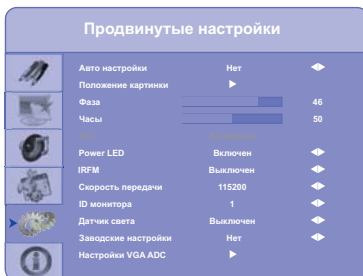 Продвинутые настройки
Авто настройки Нет
Положение картинки
Фаза 46
Часы 50
Power LED Включен
IRFM Выключен
Скорость передачи 115200
ID монитора 1
Датчик света Выключен
Заводские настройки Нет
Настройки VGA ADC